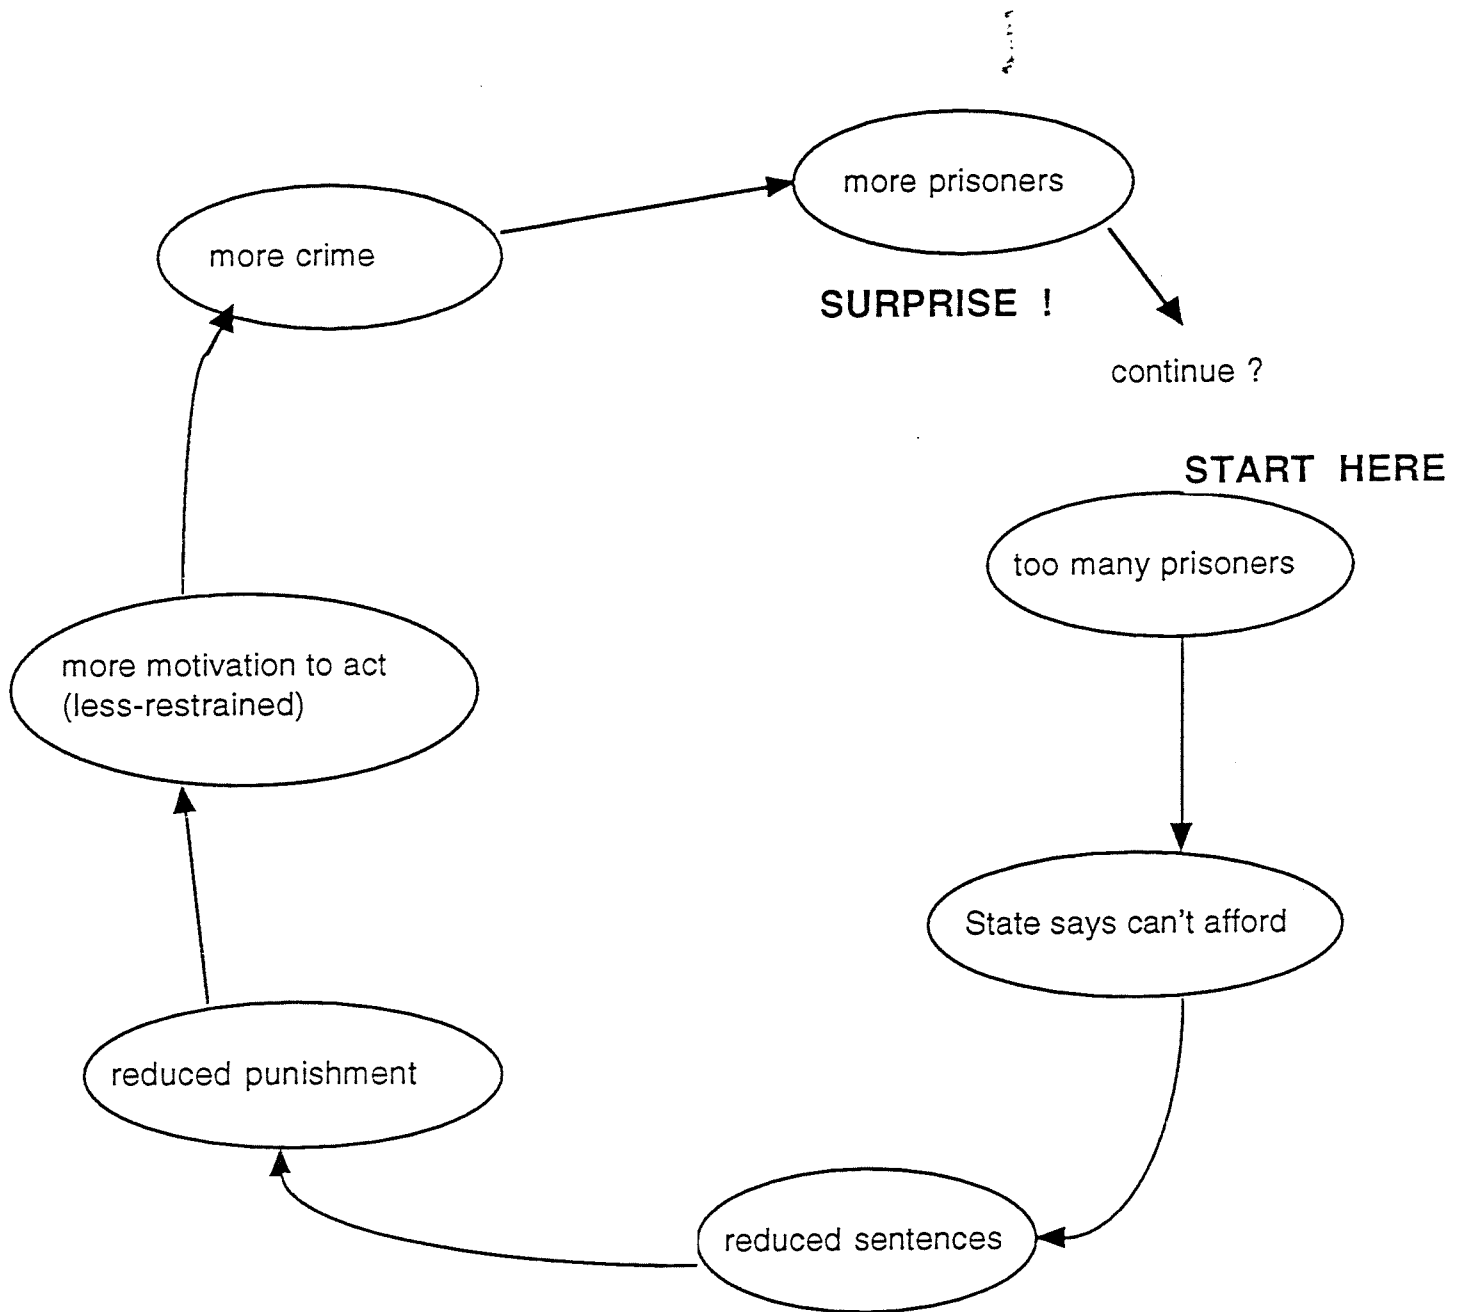 more prisoners
more crime
SURPRISE !
continue ?
START HERE
too many prisoners
more motivation to act
(less-restrained)
State says can't afford
reduced punishment
reduced sentences